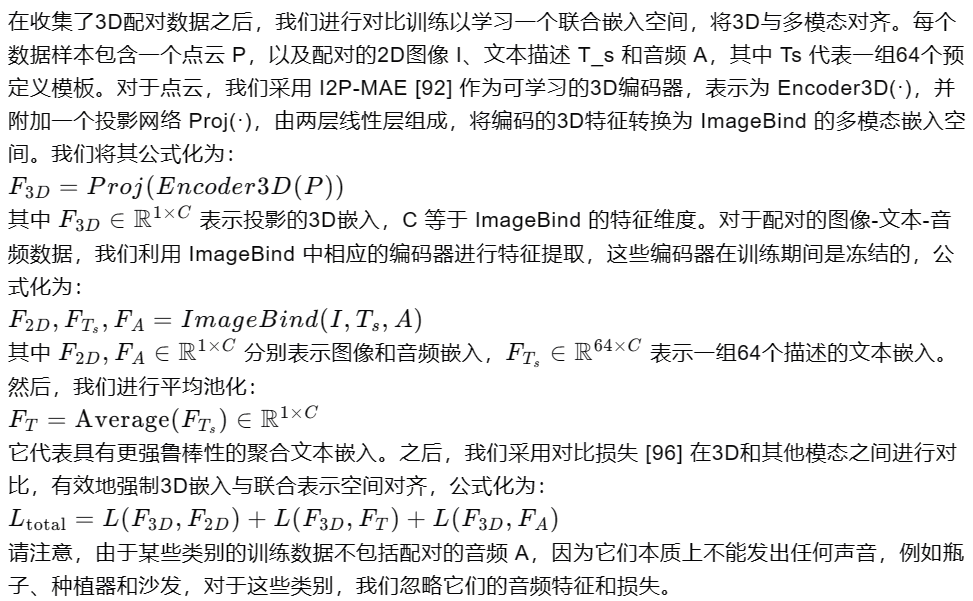 在收集了3D配对数据之后，我们进行对比训练以学习一个联合嵌入空间，将3D与多模态对齐。每个
数据样本包含一个点云 P，以及配对的2D图像 I、文本描述 T_s 和音频 A，其中 Ts 代表一组64个预
定义模板。对于点云，我们采用 I2P-MAE [92] 作为可学习的3D编码器，表示为 Encoder3D(·)，并
附加一个投影网络 Proj(·)，由两层线性层组成，将编码的3D特征转换为 ImageBind 的多模态嵌入空
间。我们将其公式化为：
$F_{3D} = Proj(Encoder3D(P))$
其中 $F_{3D} \in \mathbb{R}^{1 \times C}$ 表示投影的3D嵌入，C 等于 ImageBind 的特征维度。对于配对的图像-文本-音
频数据，我们利用 ImageBind 中相应的编码器进行特征提取，这些编码器在训练期间是冻结的，公
式化为：
$F_{2D}, F_{T_s}, F_A = ImageBind(I, T_s, A)$
其中 $F_{2D}, F_A \in \mathbb{R}^{1 \times C}$ 分别表示图像和音频嵌入，$F_{T_s} \in \mathbb{R}^{64 \times C}$ 表示一组64个描述的文本嵌入。
然后，我们进行平均池化：
$F_T = \text{Average}(F_{T_s}) \in \mathbb{R}^{1 \times C}$
它代表具有更强鲁棒性的聚合文本嵌入。之后，我们采用对比损失 [96] 在3D和其他模态之间进行对
比，有效地强制3D嵌入与联合表示空间对齐，公式化为：
$L_{\text{total}} = L(F_{3D}, F_{2D}) + L(F_{3D}, F_T) + L(F_{3D}, F_A)$
请注意，由于某些类别的训练数据不包括配对的音频 A，因为它们本质上不能发出任何声音，例如瓶
子、种植器和沙发，对于这些类别，我们忽略它们的音频特征和损失。